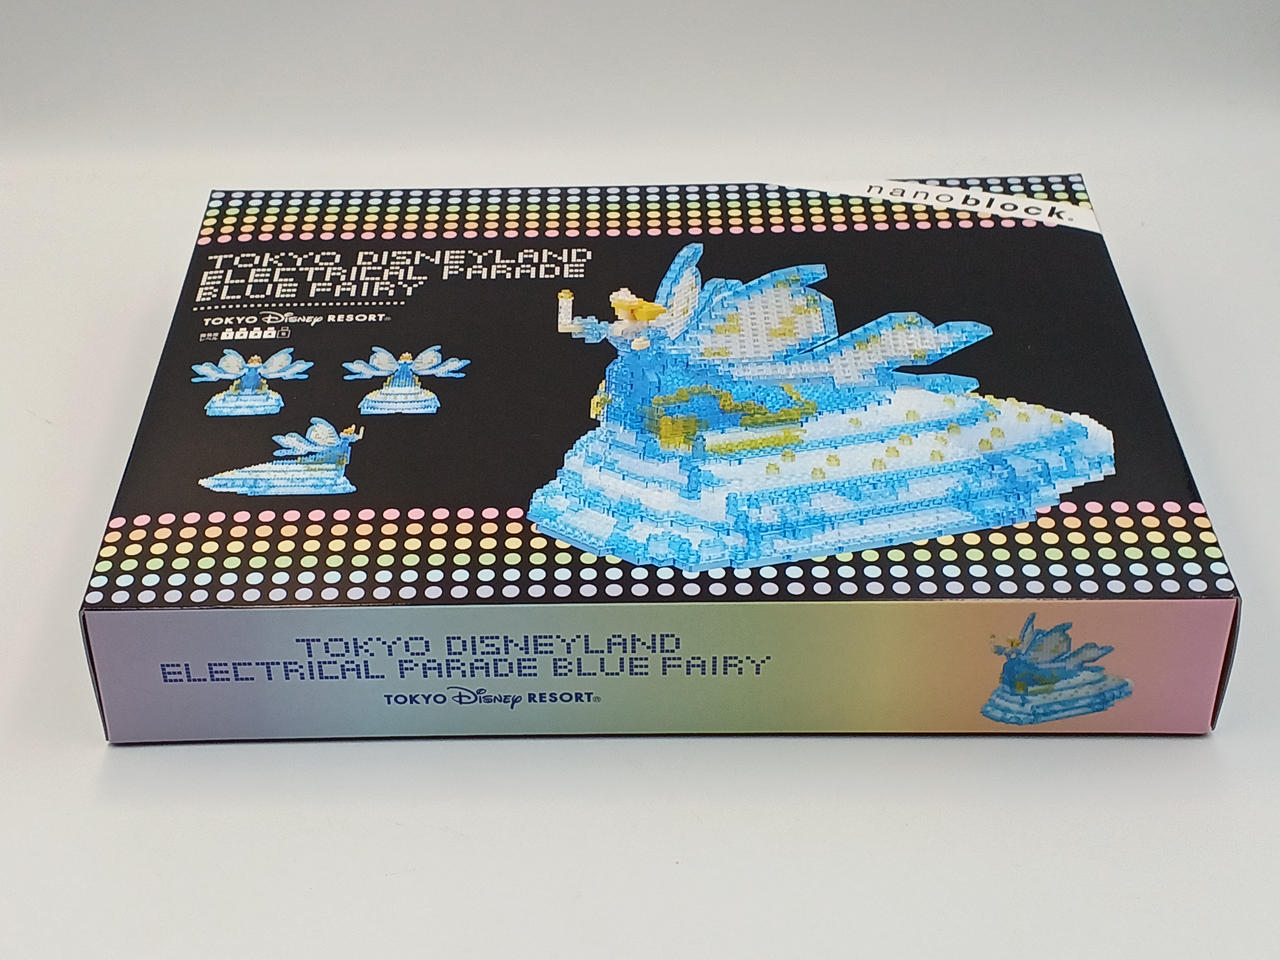 nanoblock.
TOKYO DISNEYLAND
ELECTRICAL PARADE
BLUE FAIRY
TOKYO Disney RESORT®
TOKYO DISNEYLAND
ELECTRICAL PARADE BLUE FAIRY
TOKYO Disney RESORT®